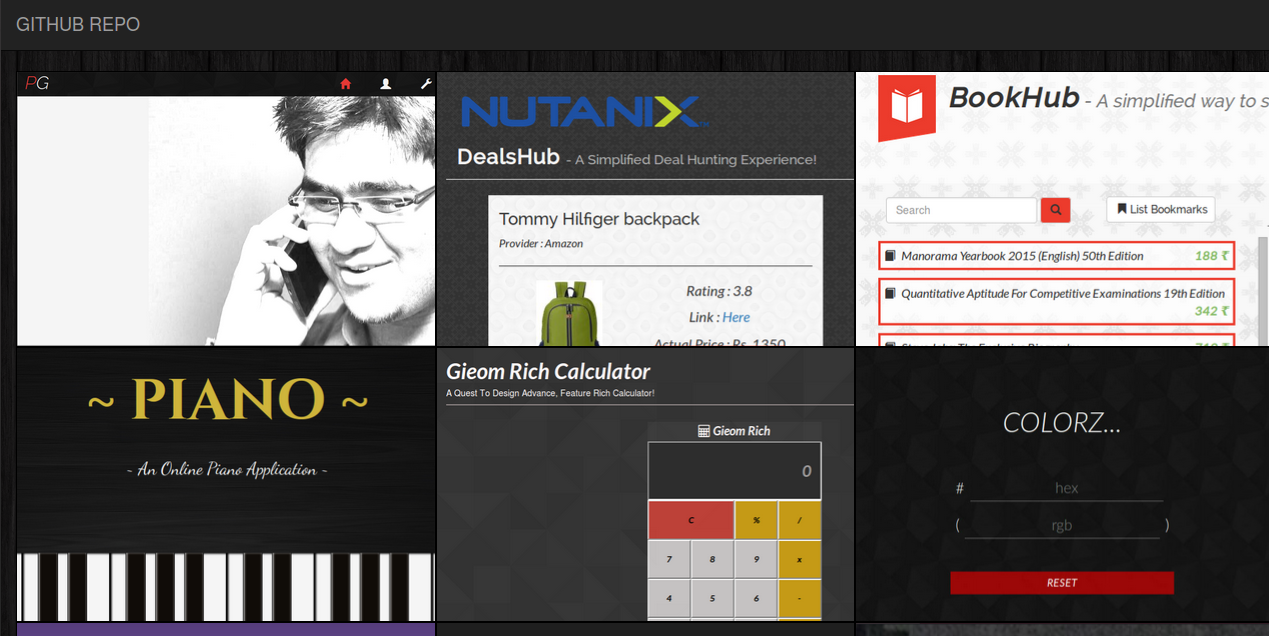 GITHUB REPO
PG
NUTANIX
DealsHub - A Simplified Deal Hunting Experience!
Tommy Hilfiger backpack
Provider : Amazon
Rating : 3.8
Link : Here
Actual Price : Rs. 1350
BookHub - A simplified way to s
Search
List Bookmarks
Manorama Yearbook 2015 (English) 50th Edition 188 ₹
Quantitative Aptitude For Competitive Examinations 19th Edition
342 ₹
~ PIANO ~
~ An Online Piano Application ~
Gieom Rich Calculator
A Quest To Design Advance, Feature Rich Calculator!
Gieom Rich
0
C % /
7 8 9 x
4 5 6 -
COLORZ...
# hex
( rgb )
RESET